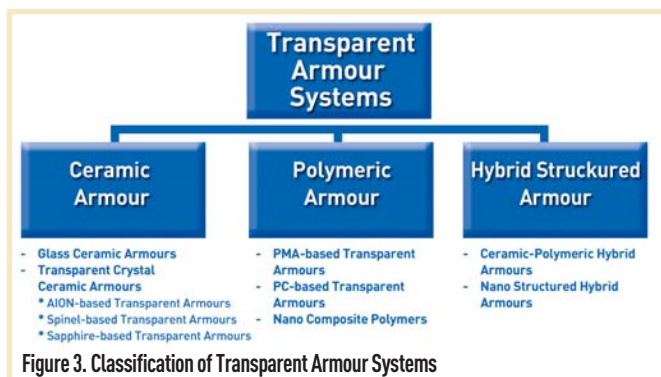 Transparent
Armour
Systems
Ceramic
Armour
- Glass Ceramic Armours
- Transparent Crystal
Ceramic Armours
* AION-based Transparent Armours
* Spinel-based Transparent Armours
* Sapphire-based Transparent Armours
Polymeric
Armour
- PMA-based Transparent
Armours
- PC-based Transparent
Armours
- Nano Composite Polymers
Hybrid Struckured
Armour
- Ceramic-Polymeric Hybrid
Armours
- Nano Structured Hybrid
Armours
Figure 3. Classification of Transparent Armour Systems